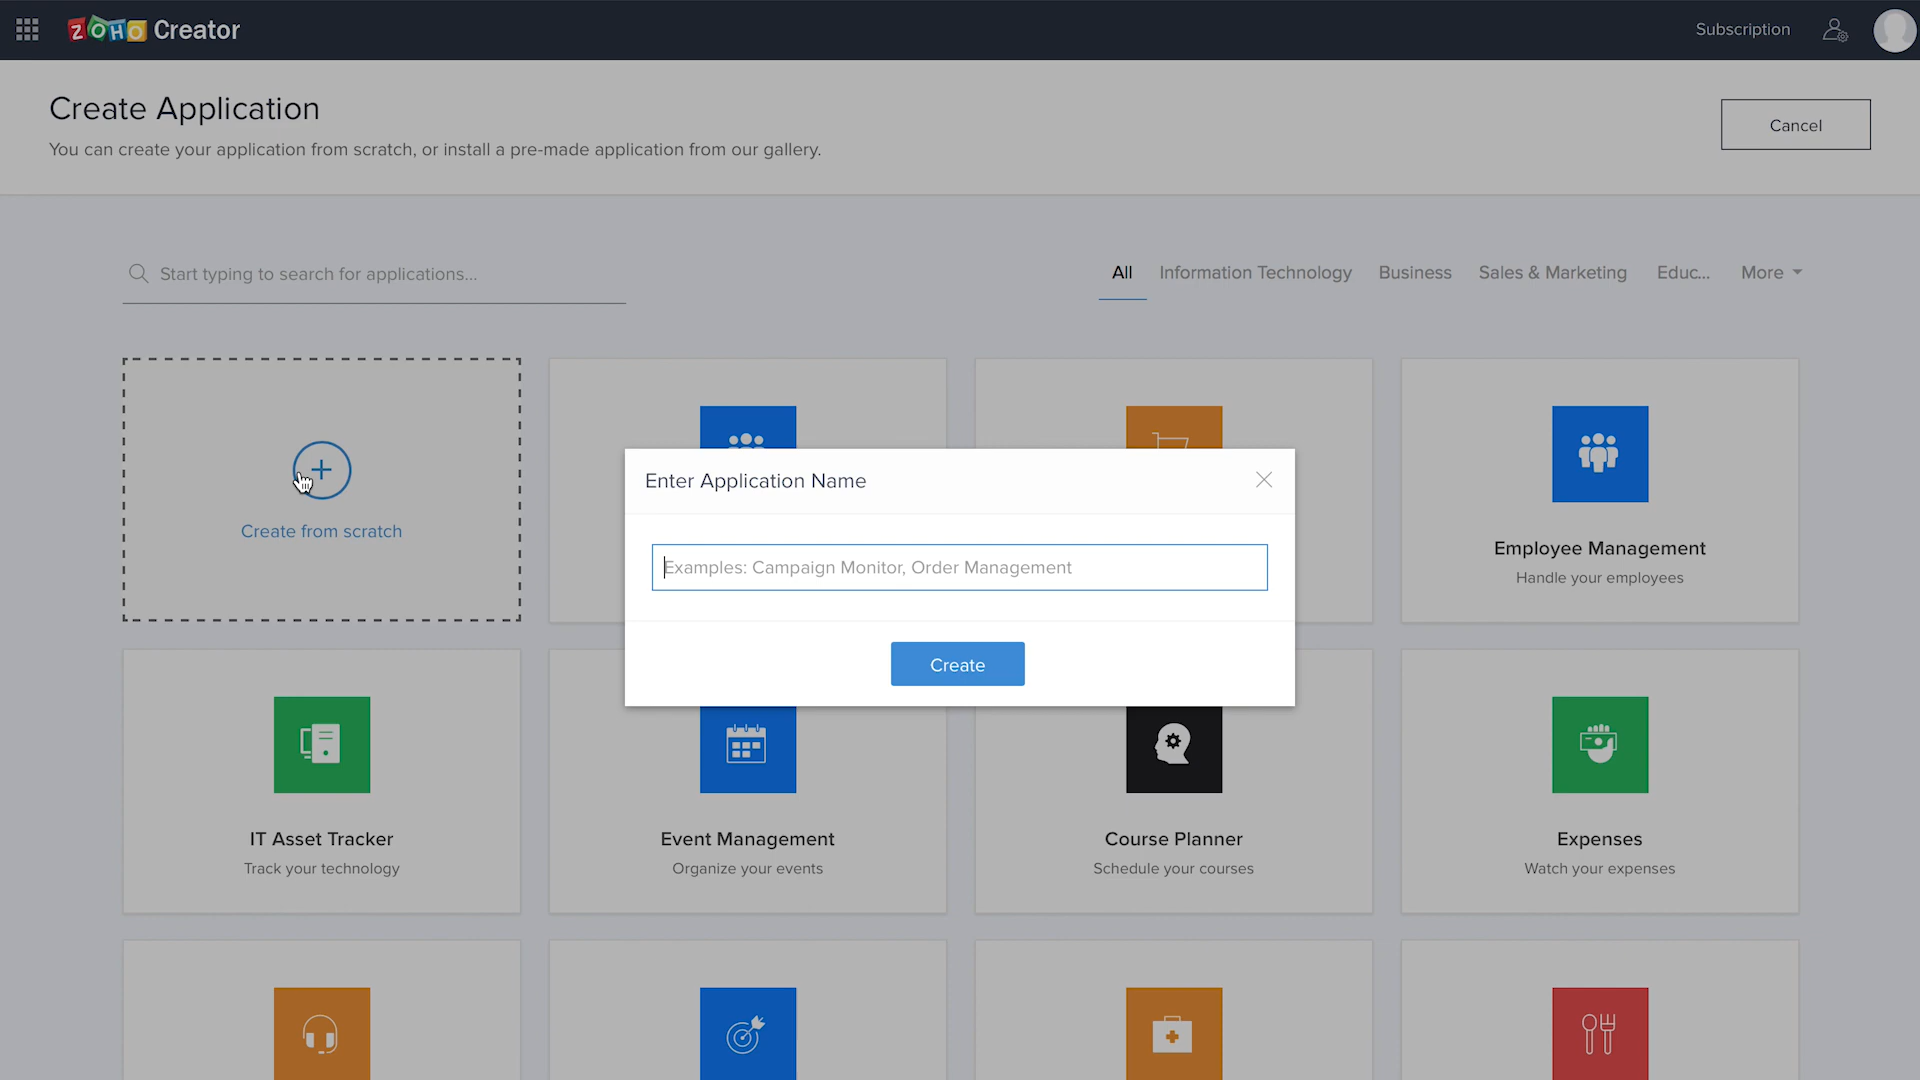 ZOHO Creator
Subscription
Create Application
You can create your application from scratch, or install a pre-made application from our gallery.
Cancel
Start typing to search for applications...
All Information Technology Business Sales & Marketing Educ... More
Create from scratch
Enter Application Name
Examples: Campaign Monitor, Order Management
Create
Employee Management
Handle your employees
IT Asset Tracker
Track your technology
Event Management
Organize your events
Course Planner
Schedule your courses
Expenses
Watch your expenses